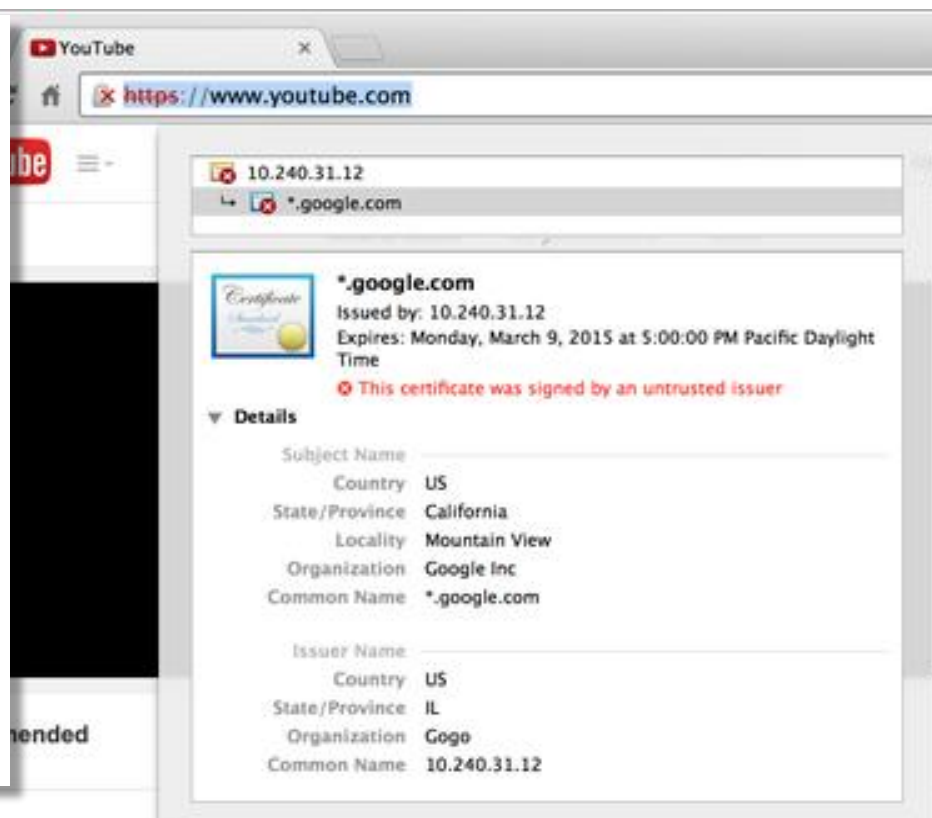 YouTube
https://www.youtube.com
be
10.240.31.12
*.google.com
Certificate
*.google.com
Issued by: 10.240.31.12
Expires: Monday, March 9, 2015 at 5:00:00 PM Pacific Daylight
Time
This certificate was signed by an untrusted issuer
Details
Subject Name
Country US
State/Province California
Locality Mountain View
Organization Google Inc
Common Name *.google.com
Issuer Name
Country US
State/Province IL
Organization Gogo
Common Name 10.240.31.12
ended